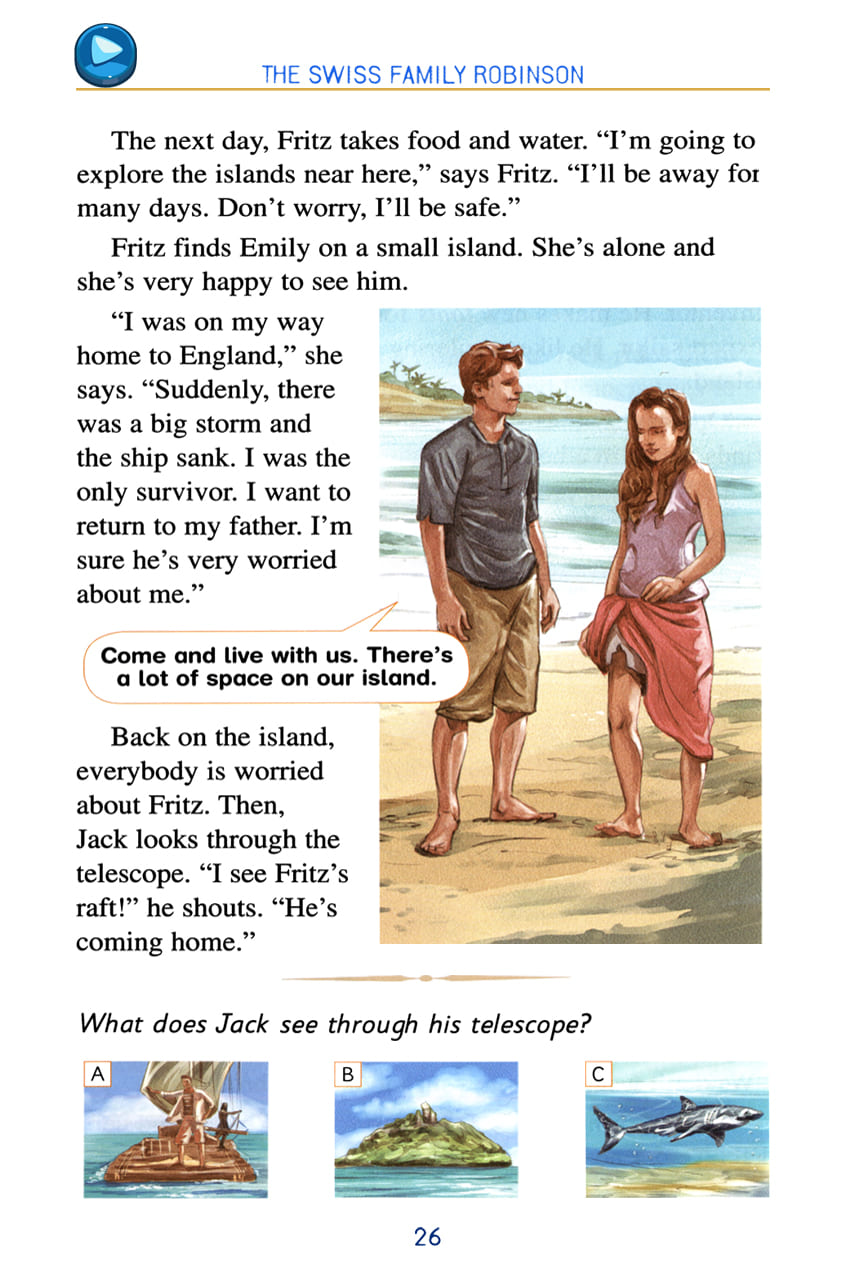 THE SWISS FAMILY ROBINSON
The next day, Fritz takes food and water. “I’m going to
explore the islands near here,” says Fritz. “I’ll be away for
many days. Don’t worry, I’ll be safe.”
Fritz finds Emily on a small island. She’s alone and
she’s very happy to see him.
“I was on my way
home to England,” she
says. “Suddenly, there
was a big storm and
the ship sank. I was the
only survivor. I want to
return to my father. I’m
sure he’s very worried
about me.”
Come and live with us. There’s
a lot of space on our island.
Back on the island,
everybody is worried
about Fritz. Then,
Jack looks through the
telescope. “I see Fritz’s
raft!” he shouts. “He’s
coming home.”
What does Jack see through his telescope?
A
B
C
26